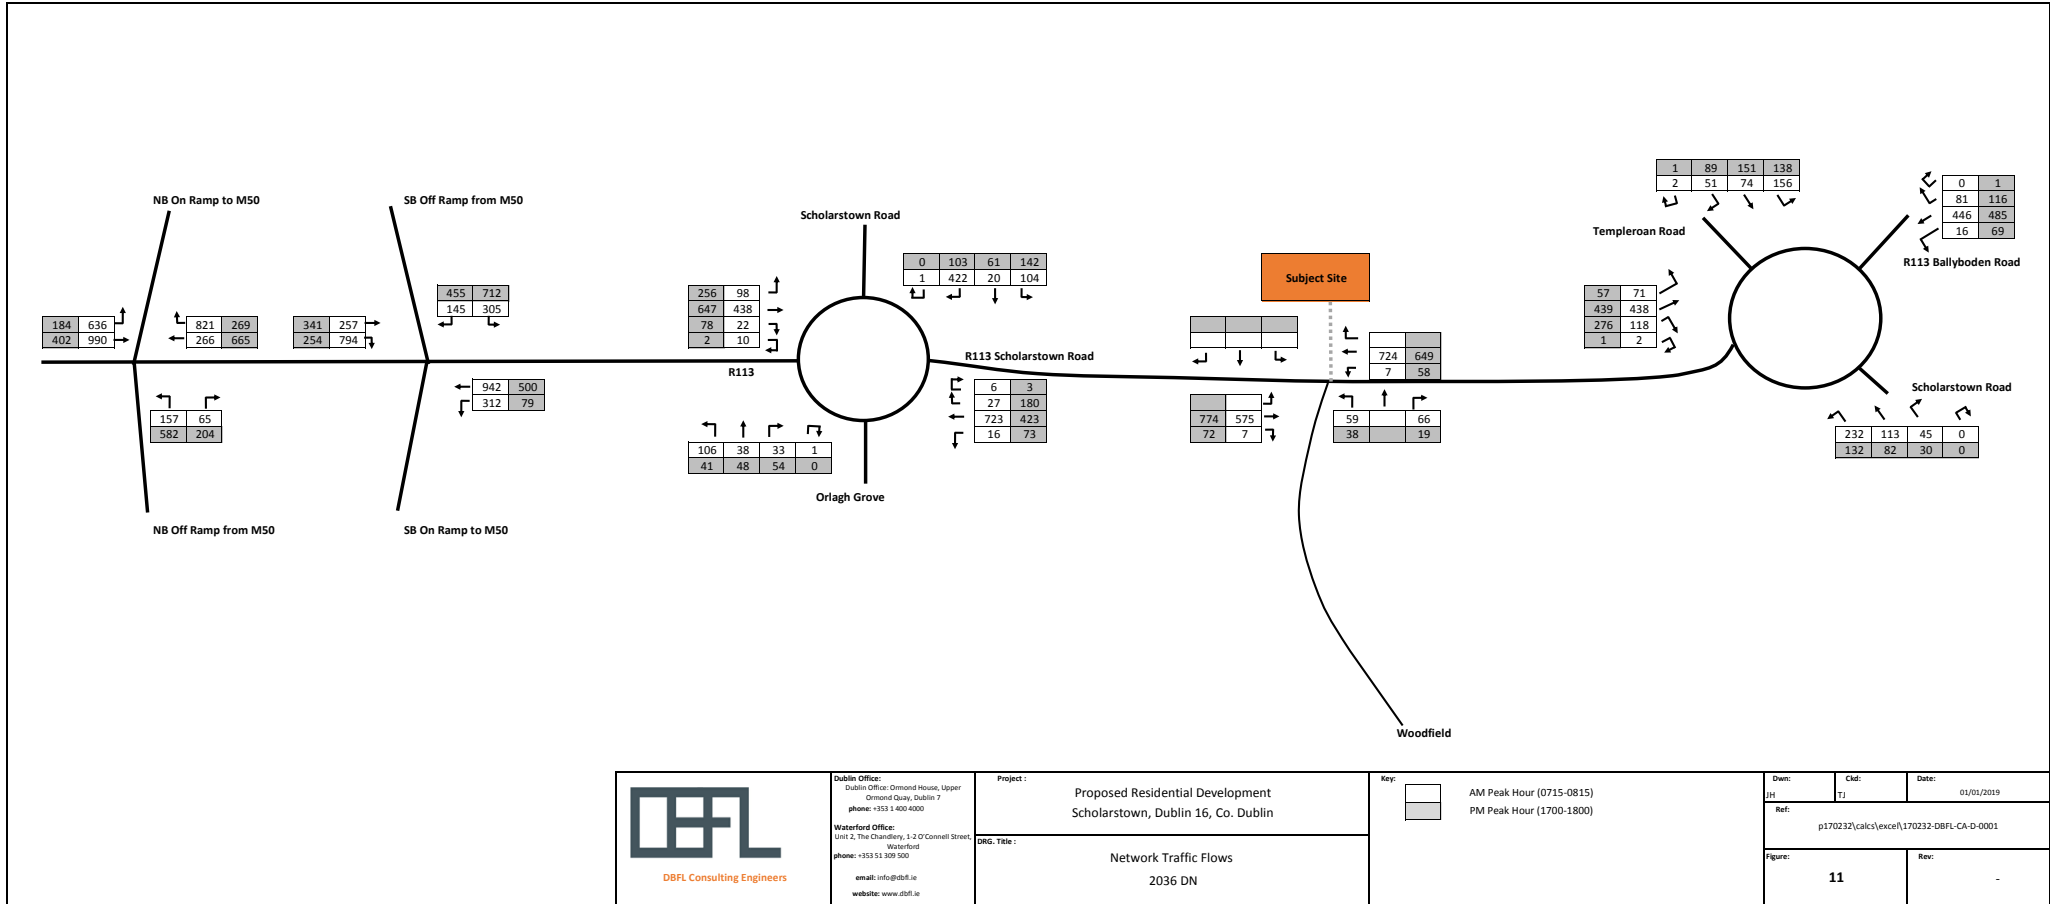 1 89 151 138
2 51 74 156
0 1
81 116
446 485
16 69
NB On Ramp to M50
SB Off Ramp from M50
Scholarstown Road
Templeroan Road
R113 Ballyboden Road
0 103 61 142
1 422 20 104
Subject Site
455 712
145 305
256 98
647 438
78 22
2 10
57 71
439 438
276 118
1 2
184 636
402 990
821 269
266 665
341 257
254 794
724 649
7 58
R113
R113 Scholarstown Road
942 500
312 79
6 3
27 180
723 423
16 73
774 575
72 7
59 66
38 19
Scholarstown Road
157 65
582 204
106 38 33 1
41 48 54 0
232 113 45 0
132 82 30 0
Orlagh Grove
NB Off Ramp from M50
SB On Ramp to M50
Woodfield
DBFL
DBFL Consulting Engineers
Dublin Office:
Dublin Office: Ormond House, Upper
Ormond Quay, Dublin 7
phone: +353 1 400 4000
Waterford Office:
Unit 2, The Chandlery, 1-2 O'Connell Street,
Waterford
phone: +353 51 309 500
email: info@dbfl.ie
website: www.dbfl.ie
Project :
Proposed Residential Development
Scholarstown, Dublin 16, Co. Dublin
DRG. Title :
Network Traffic Flows
2036 DN
Key:
AM Peak Hour (0715-0815)
PM Peak Hour (1700-1800)
Dwn:
JH
Ckd:
TJ
Date:
01/01/2019
Ref:
p170232\calcs\excel\170232-DBFL-CA-D-0001
Figure:
11
Rev:
-